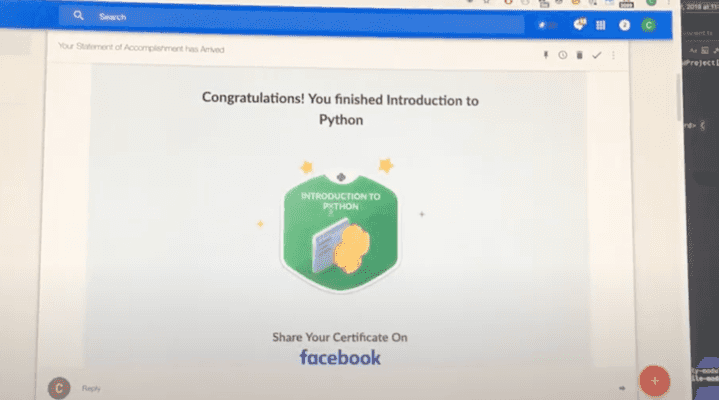 Search
Your Statement of Accomplishment has Arrived
Congratulations! You finished Introduction to
Python
INTRODUCTION TO
PYTHON
Share Your Certificate On
facebook
C
Reply
C